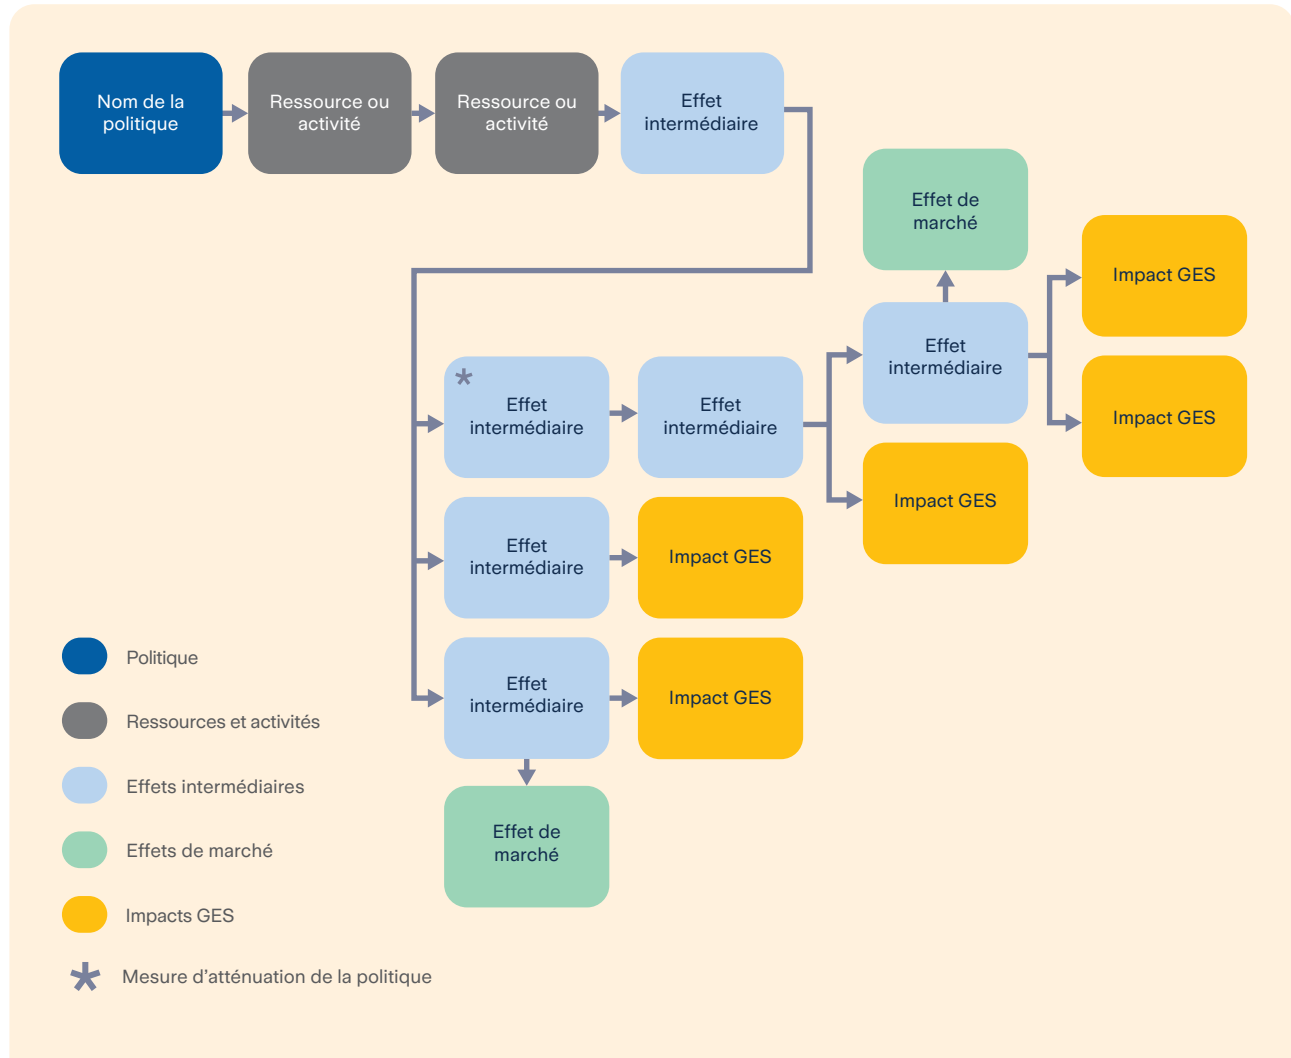 Nom de la
politique
Ressource ou
activité
Ressource ou
activité
Effet
intermédiaire
Effet de
marché
Impact GES
Effet
intermédiaire
Impact GES
*
Effet
intermédiaire
Effet
intermédiaire
Impact GES
Effet
intermédiaire
Impact GES
Effet
intermédiaire
Impact GES
Effet de
marché
Politique
Ressources et activités
Effets intermédiaires
Effets de marché
Impacts GES
* Mesure d'atténuation de la politique